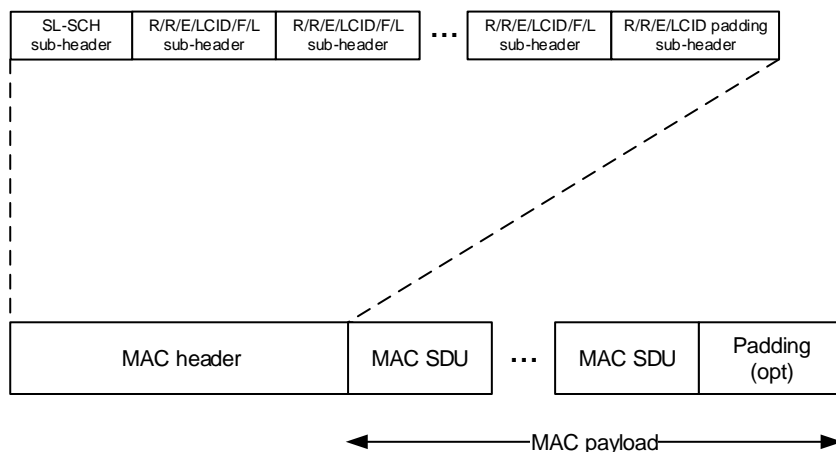 SL-SCH
sub-header
R/R/E/LCID/F/L
sub-header
R/R/E/LCID/F/L
sub-header
...
R/R/E/LCID/F/L
sub-header
R/R/E/LCID padding
sub-header
MAC header
MAC SDU
...
MAC SDU
Padding
(opt)
MAC payload